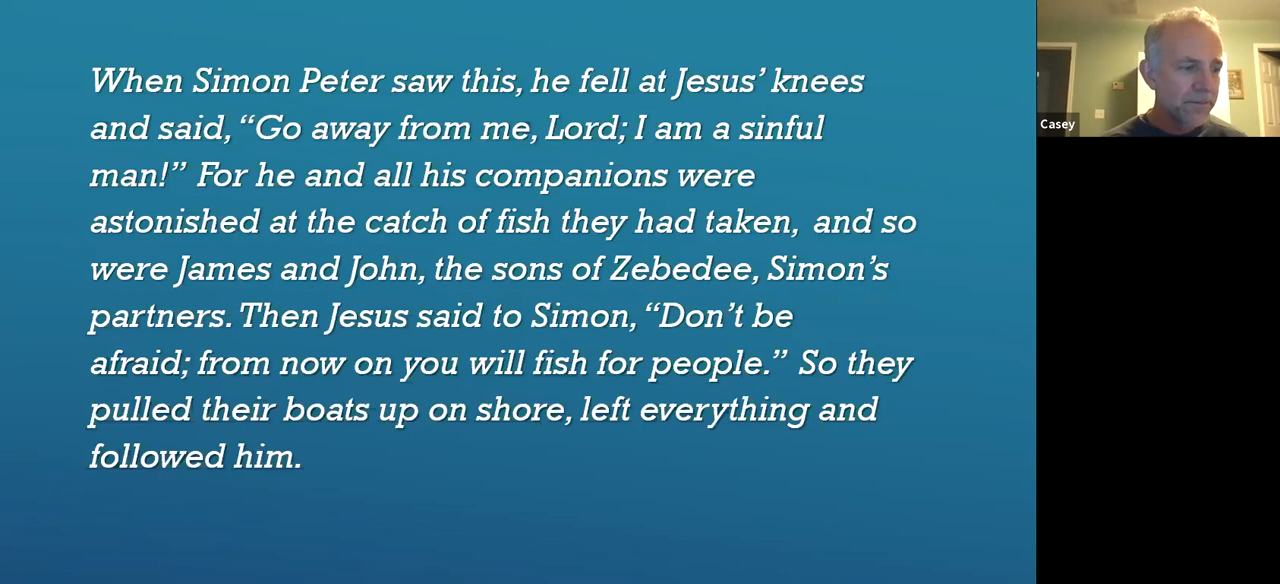 When Simon Peter saw this, he fell at Jesus’ knees
and said, “Go away from me, Lord; I am a sinful
man!” For he and all his companions were
astonished at the catch of fish they had taken, and so
were James and John, the sons of Zebedee, Simon’s
partners. Then Jesus said to Simon, “Don’t be
afraid; from now on you will fish for people.” So they
pulled their boats up on shore, left everything and
followed him.
Casey